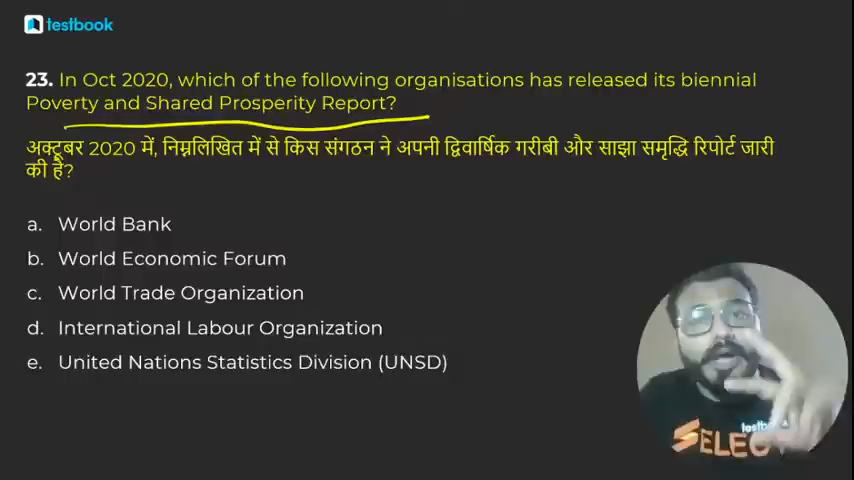 testbook
23. In Oct 2020, which of the following organisations has released its biennial
Poverty and Shared Prosperity Report?
अक्टूबर 2020 में, निम्नलिखित में से किस संगठन ने अपनी द्विवार्षिक गरीबी और साझा समृद्धि रिपोर्ट जारी
की है?
a. World Bank
b. World Economic Forum
c. World Trade Organization
d. International Labour Organization
e. United Nations Statistics Division (UNSD)